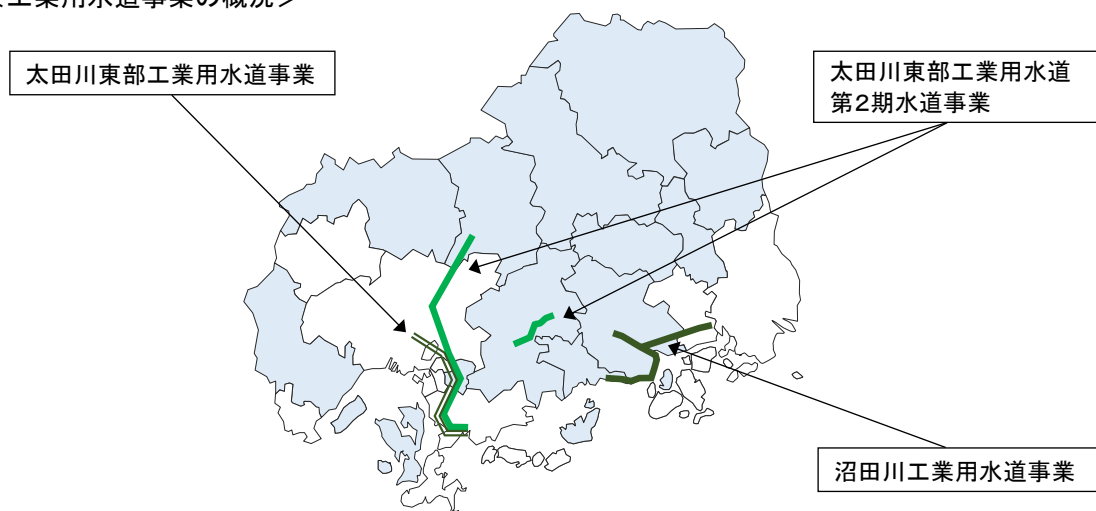 工業用水道事業の概況＞
太田川東部工業用水道事業
太田川東部工業用水道
第2期水道事業
沼田川工業用水道事業